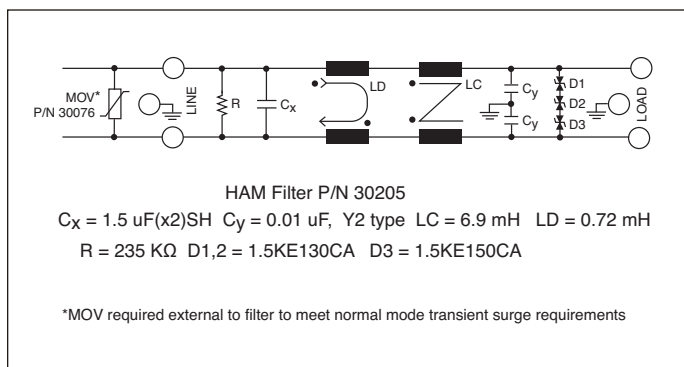 MOV*
P/N 30076
LINE
R
Cx
LD
LC
Cy
Cy
D1
D2
D3
LOAD
HAM Filter P/N 30205
Cx = 1.5 uF(x2)SH Cy = 0.01 uF, Y2 type LC = 6.9 mH LD = 0.72 mH
R = 235 KΩ D1,2 = 1.5KE130CA D3 = 1.5KE150CA
*MOV required external to filter to meet normal mode transient surge requirements